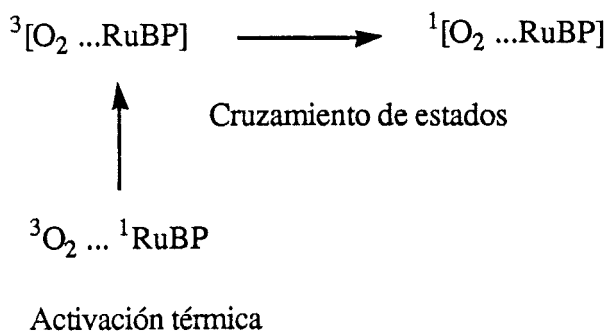 ³[O₂ ...RuBP] ¹[O₂ ...RuBP]
Cruzamiento de estados
³O₂ ... ¹RuBP
Activación térmica